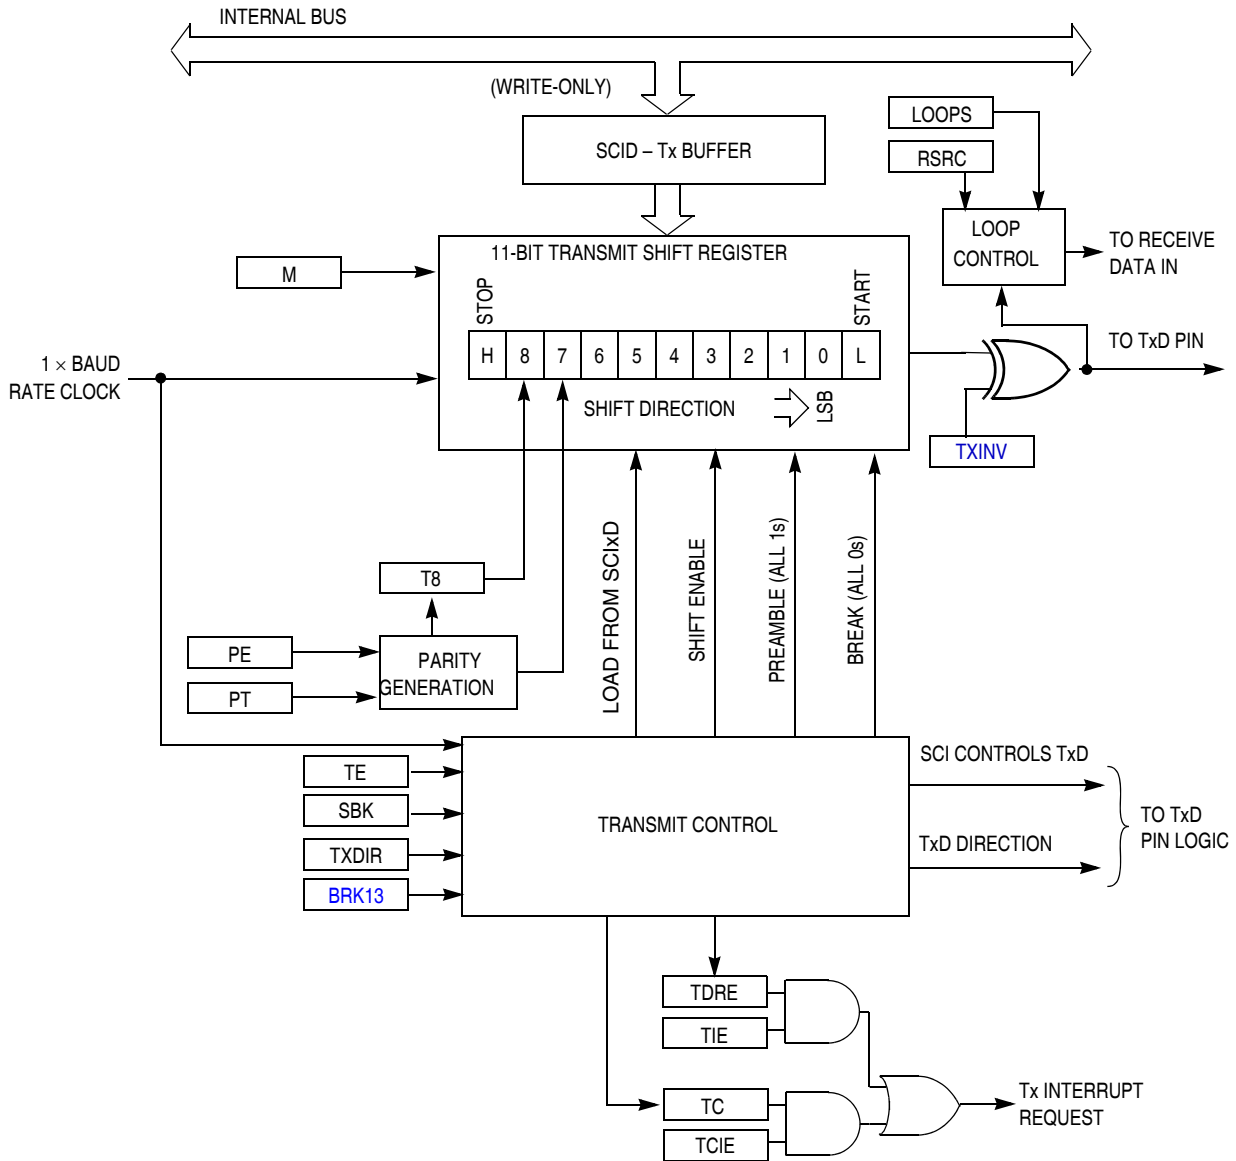 INTERNAL BUS
(WRITE-ONLY)
SCID – Tx BUFFER
LOOPS
RSRC
LOOP
CONTROL
TO RECEIVE
DATA IN
11-BIT TRANSMIT SHIFT REGISTER
M
STOP
START
H 8 7 6 5 4 3 2 1 0 L
1 × BAUD
RATE CLOCK
SHIFT DIRECTION
LSB
TO TxD PIN
TXINV
LOAD FROM SCIxD
SHIFT ENABLE
PREAMBLE (ALL 1s)
BREAK (ALL 0s)
T8
PE
PT
PARITY
GENERATION
TE
SBK
TXDIR
BRK13
TRANSMIT CONTROL
SCI CONTROLS TxD
TxD DIRECTION
TO TxD
PIN LOGIC
TDRE
TIE
TC
TCIE
Tx INTERRUPT
REQUEST